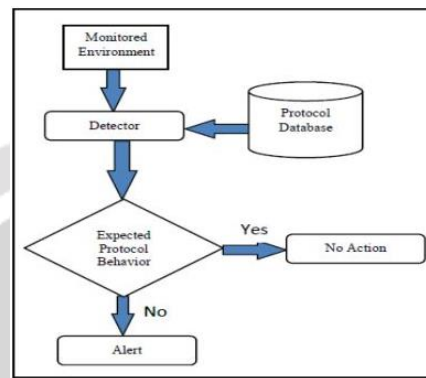 Monitored
Environment
Detector
Protocol
Database
Expected
Protocol
Behavior
Yes
No Action
No
Alert